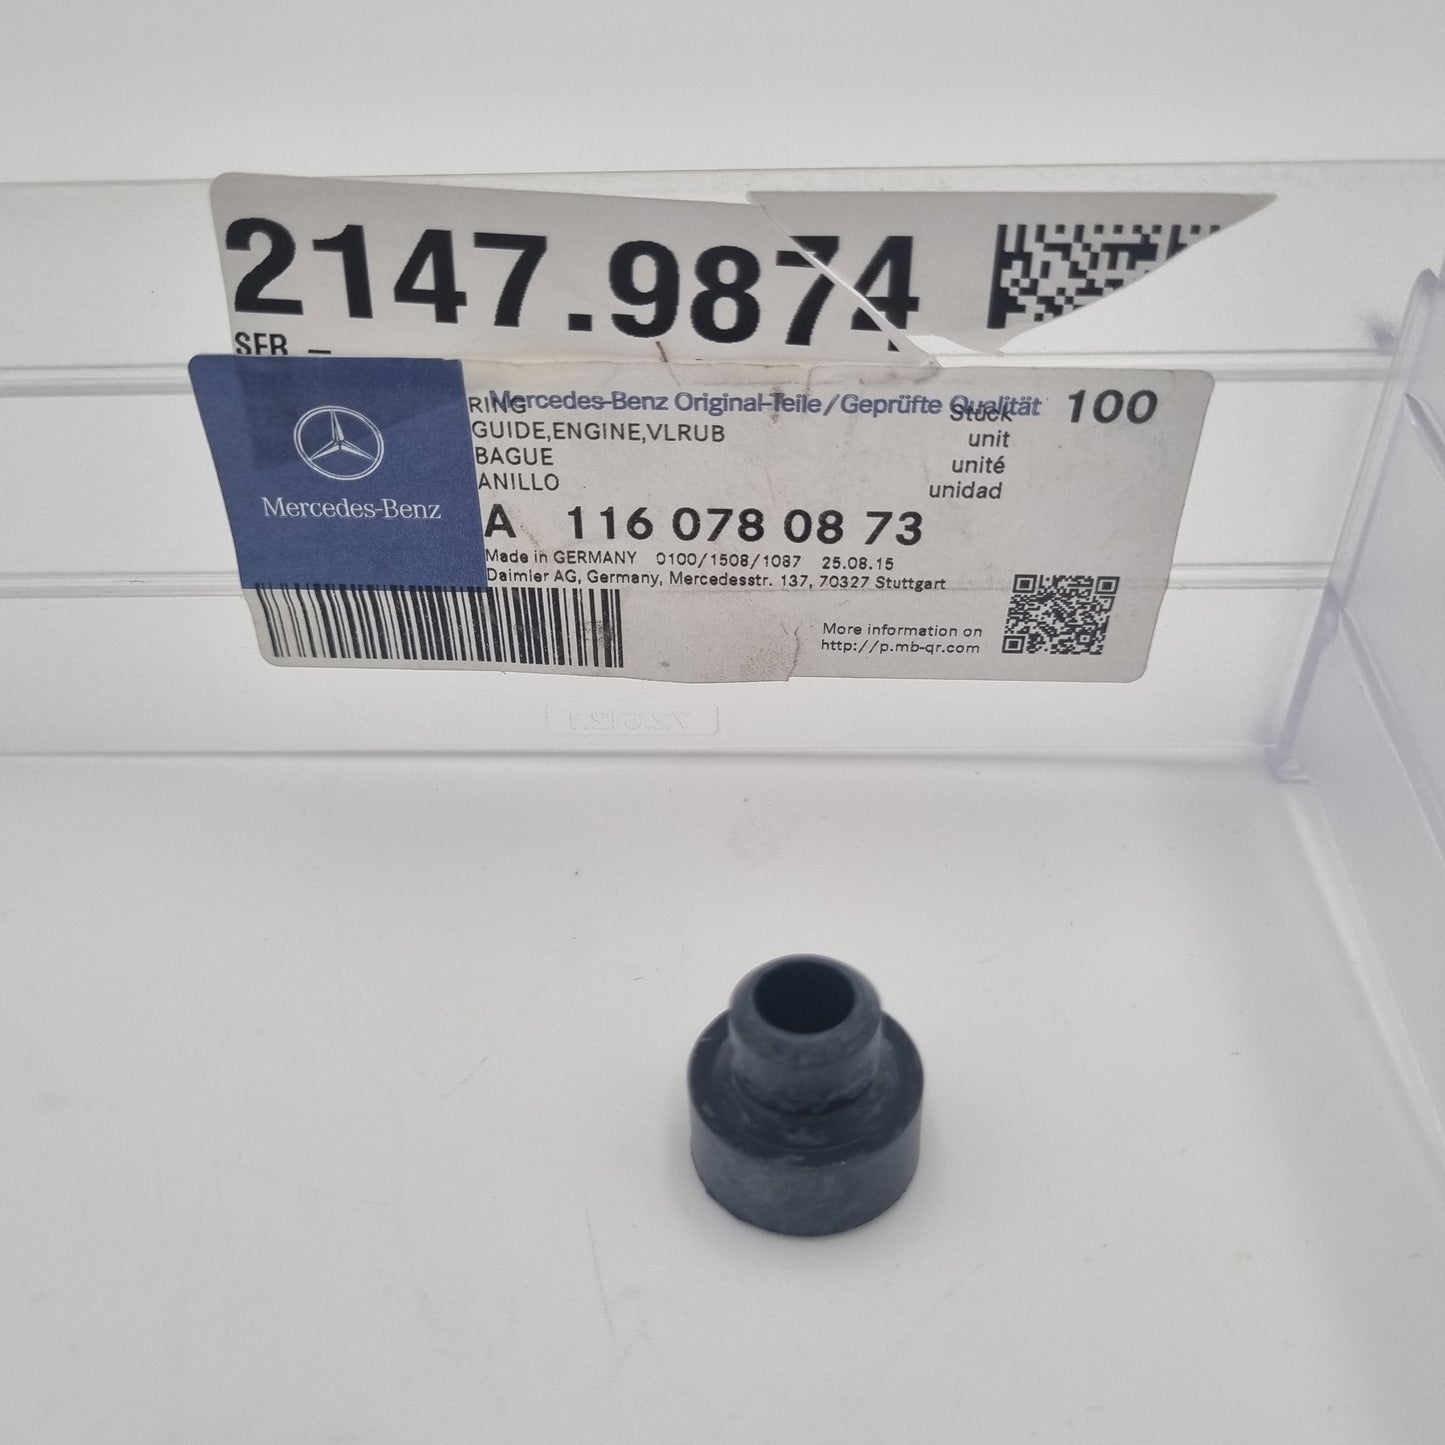 2147.9874
SFR –
Mercedes-Benz Original-Teile/Geprüfte Qualität
100
RING
GUIDE,ENGINE,VLRUB
BAGUE
ANILLO
Stück
unit
unité
unidad
Mercedes-Benz
A 116 078 08 73
Made in GERMANY 0100/1508/1087 25.08.15
Daimler AG, Germany, Mercedesstr. 137, 70327 Stuttgart
More information on
http://p.mb-qr.com